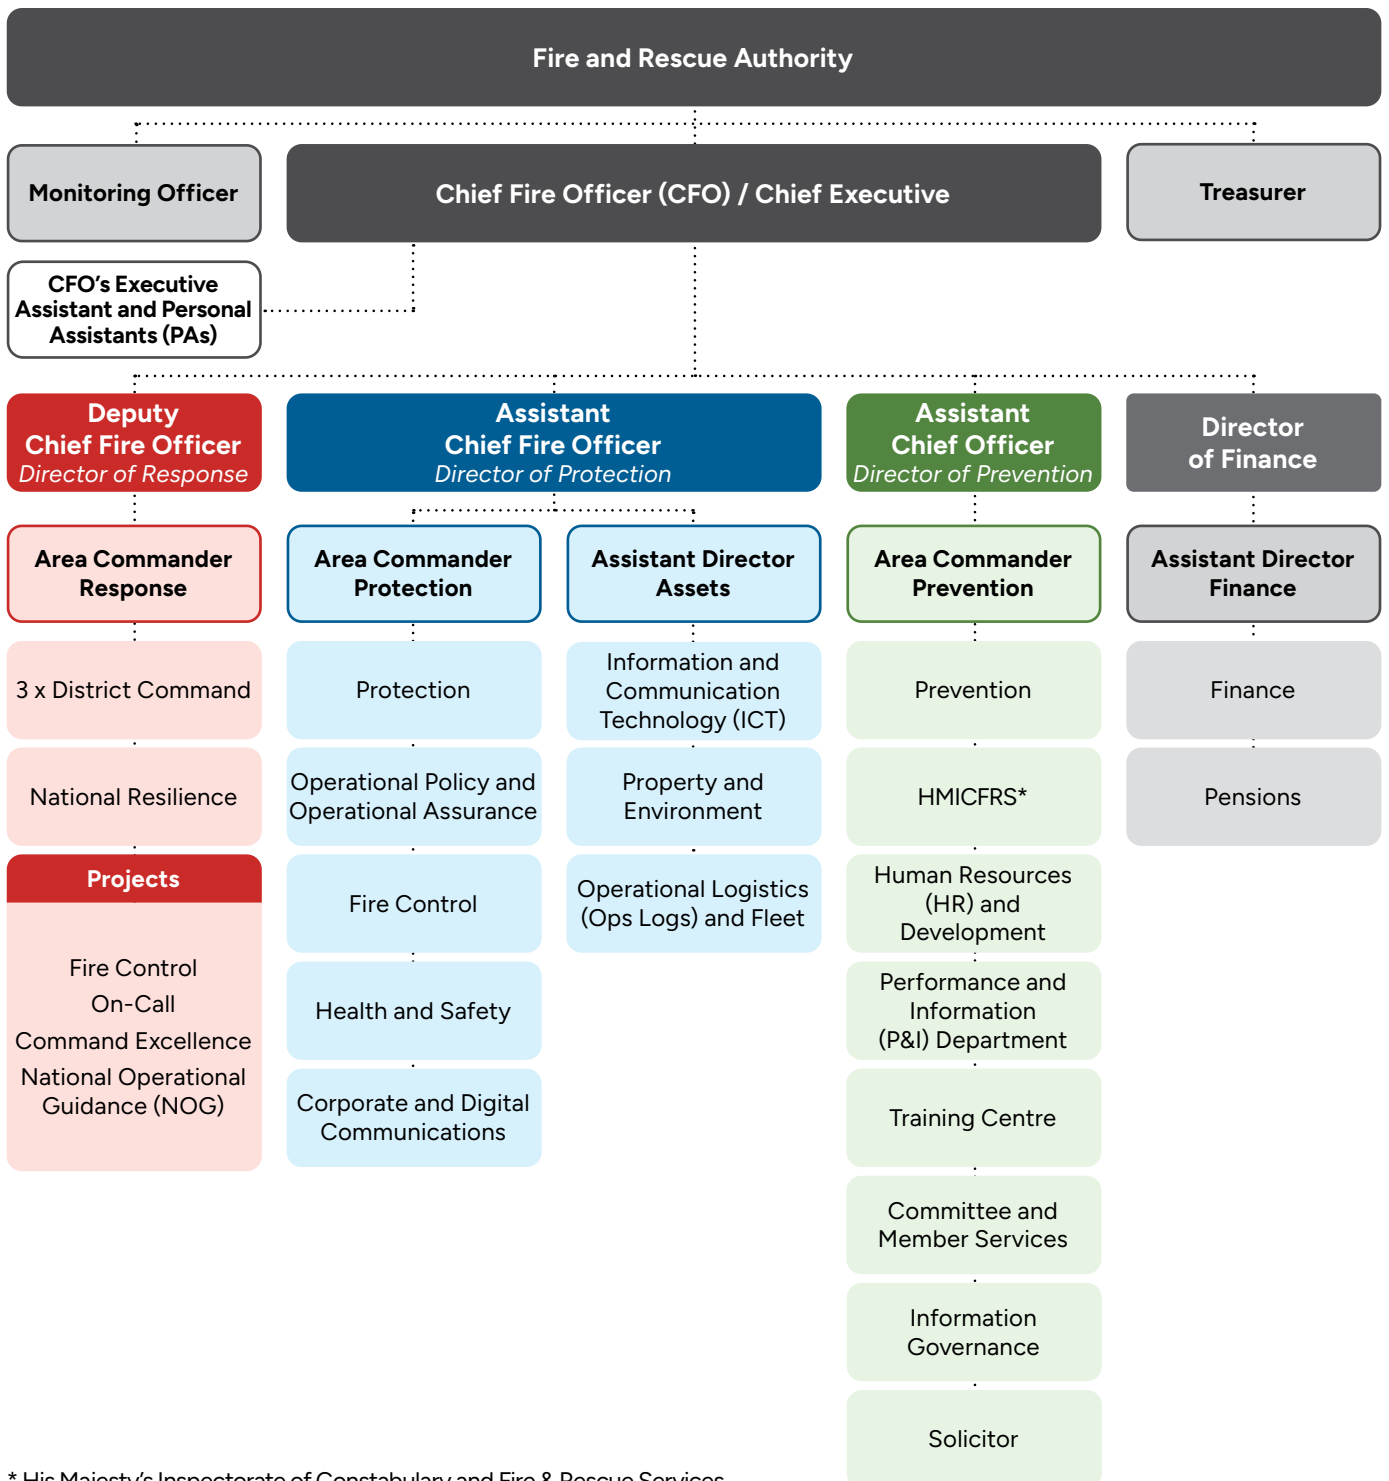 Fire and Rescue Authority
Monitoring Officer
Chief Fire Officer (CFO) / Chief Executive
Treasurer
CFO’s Executive
Assistant and Personal
Assistants (PAs)
Deputy
Chief Fire Officer
Director of Response
Assistant
Chief Fire Officer
Director of Protection
Assistant
Chief Officer
Director of Prevention
Director
of Finance
Area Commander
Response
3 x District Command
National Resilience
Projects
Fire Control
On-Call
Command Excellence
National Operational
Guidance (NOG)
Area Commander
Protection
Protection
Operational Policy and
Operational Assurance
Fire Control
Health and Safety
Corporate and Digital
Communications
Assistant Director
Assets
Information and
Communication
Technology (ICT)
Property and
Environment
Operational Logistics
(Ops Logs) and Fleet
Area Commander
Prevention
Prevention
HMICFRS*
Human Resources
(HR) and
Development
Performance and
Information
(P&I) Department
Training Centre
Committee and
Member Services
Information
Governance
Solicitor
Assistant Director
Finance
Finance
Pensions
* His Majesty’s Inspectorate of Constabulary and Fire & Rescue Services